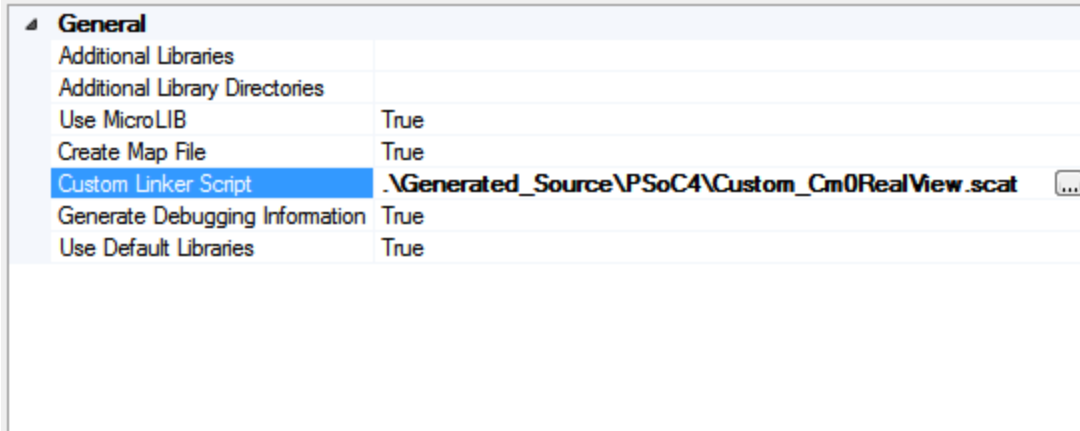 General
Additional Libraries
Additional Library Directories
Use MicroLIB True
Create Map File True
Custom Linker Script .\Generated_Source\PSoC4\Custom_Cm0RealView.scat ...
Generate Debugging Information True
Use Default Libraries True